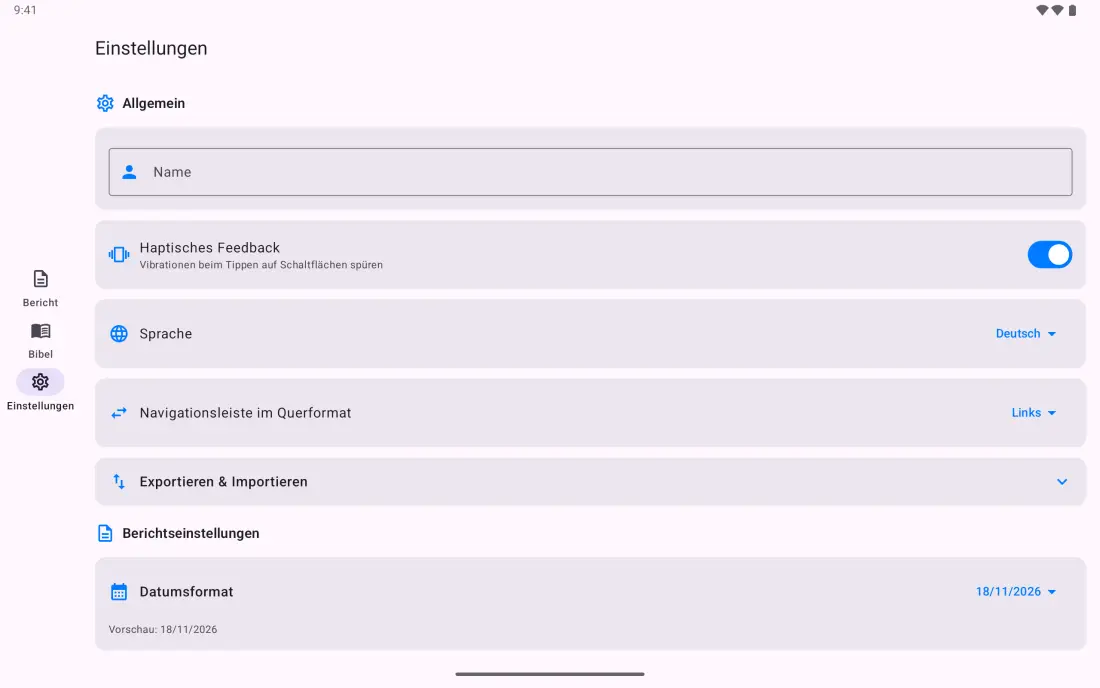 9:41
Einstellungen
Allgemein
Name
Haptisches Feedback
Vibrationen beim Tippen auf Schaltflächen spüren
Bericht
Bibel
Einstellungen
Sprache
Deutsch
Navigationsleiste im Querformat
Links
Exportieren & Importieren
Berichtseinstellungen
Datumsformat
18/11/2026
Vorschau: 18/11/2026